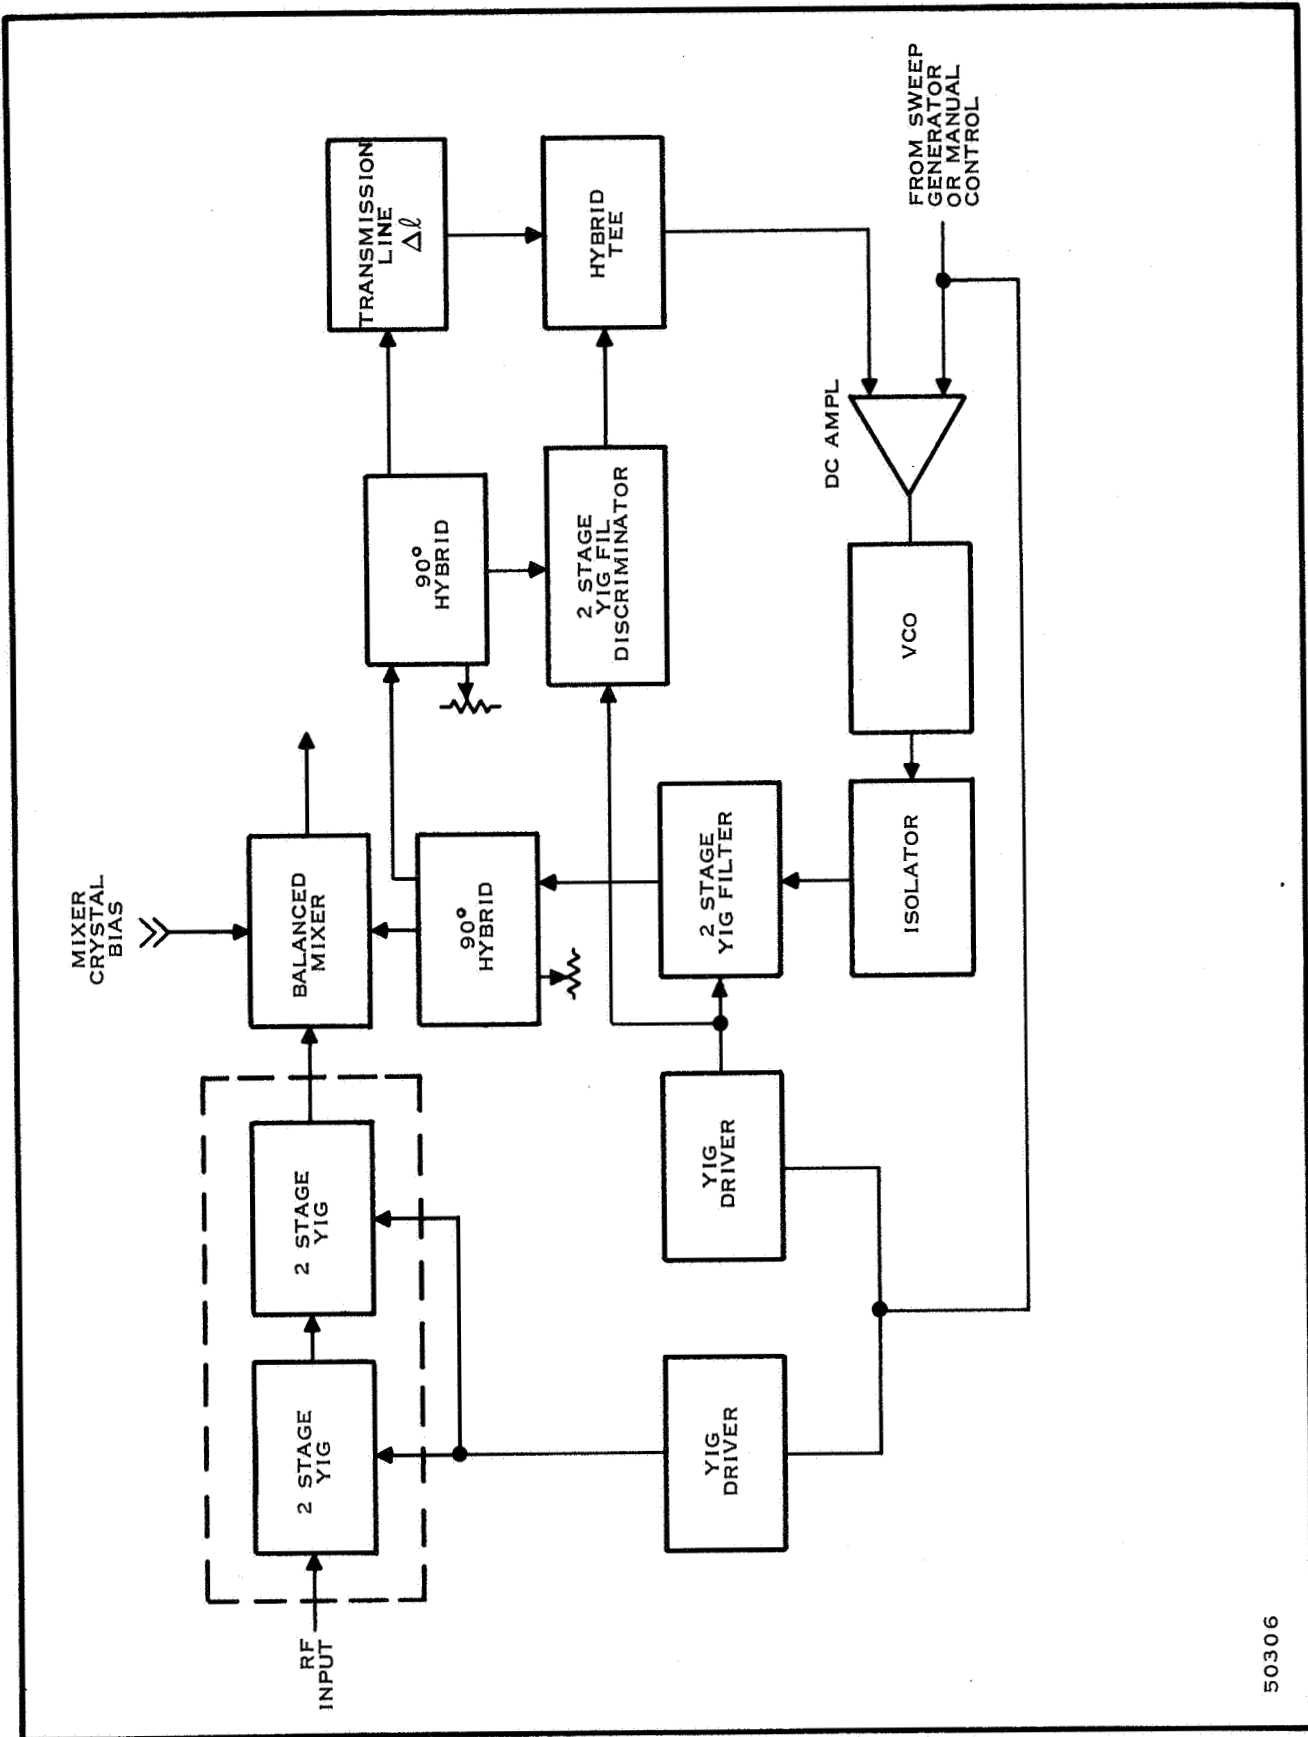 MIXER
CRYSTAL
BIAS
RF
INPUT
2 STAGE
YIG
2 STAGE
YIG
BALANCED
MIXER
90°
HYBRID
90°
HYBRID
TRANSMISSION
LINE
Δℓ
HYBRID
TEE
2 STAGE
YIG FIL
DISCRIMINATOR
2 STAGE
YIG FILTER
YIG
DRIVER
YIG
DRIVER
ISOLATOR
VCO
DC AMPL
FROM SWEEP
GENERATOR
OR MANUAL
CONTROL
50306